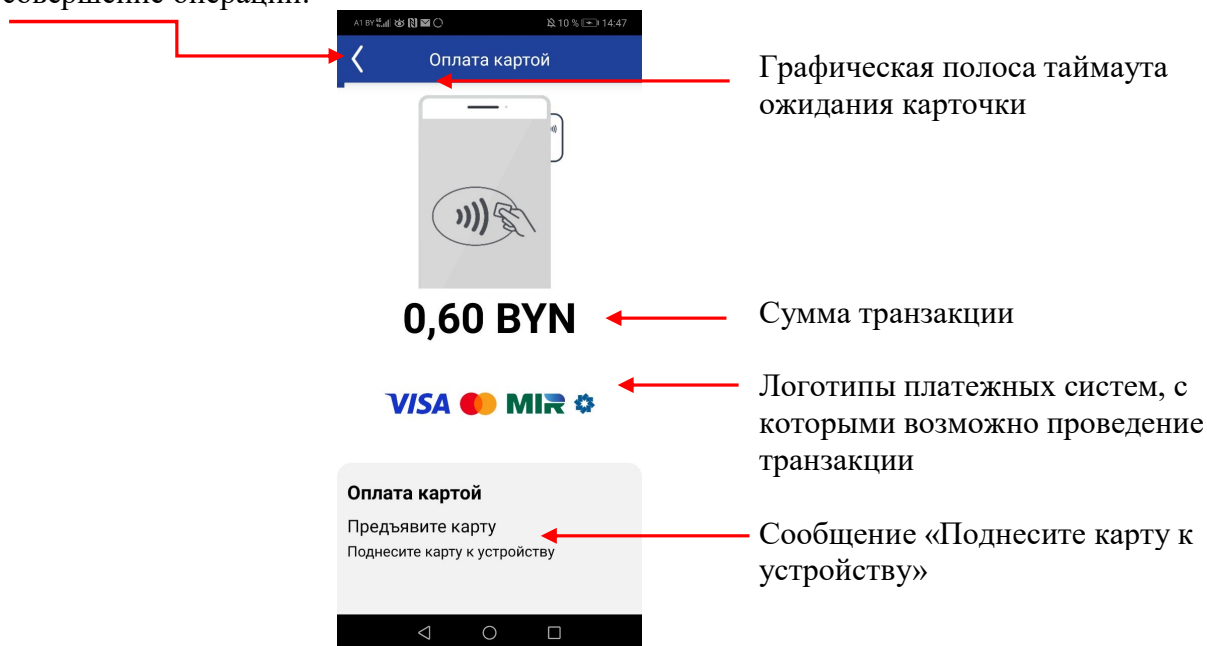 совершение операции.
A1 BY 10 % 14:47
Оплата картой
Графическая полоса таймаута
ожидания карточки
0,60 BYN
Сумма транзакции
VISA MIR
Логотипы платежных систем, с
которыми возможно проведение
транзакции
Оплата картой
Предъявите карту
Поднесите карту к устройству
Сообщение «Поднесите карту к
устройству»